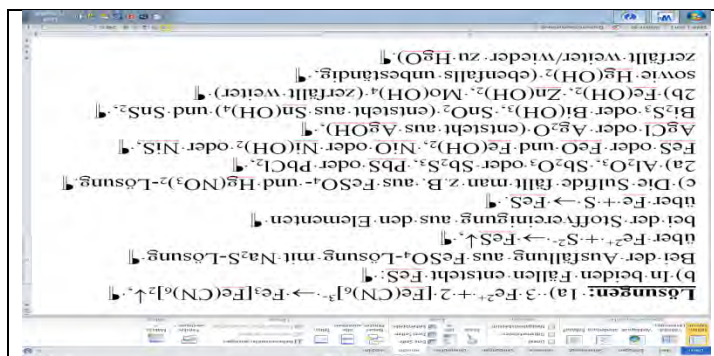 Lösungen: 1a) 3 Fe²⁺ + 2 [Fe(CN)₆]³⁻ → Fe₃[Fe(CN)₆]₂↓, ¶
b) In beiden Fällen entsteht FeS: ¶
Bei der Ausfällung aus FeSO₄-Lösung mit Na₂S-Lösung ¶
über Fe²⁺ + S²⁻ → FeS↓, ¶
bei der Stoffvereinigung aus den Elementen ¶
über Fe + S → FeS. ¶
c) Die Sulfide fällt man z.B. aus FeSO₄- und Hg(NO₃)₂-Lösung. ¶
2a) Al₂O₃, Sb₂O₃ oder Sb₂S₃, PbS oder PbCl₂, ¶
FeS oder FeO und Fe(OH)₂, NiO oder Ni(OH)₂ oder NiS, ¶
AgCl oder Ag₂O (entsteht aus AgOH), ¶
Bi₂S₃ oder Bi(OH)₃, SnO₂ (entsteht aus Sn(OH)₄) und SnS₂, ¶
2b) Fe(OH)₂, Zn(OH)₂, Mo(OH)₄ (zerfällt weiter) ¶
sowie Hg(OH)₂ (ebenfalls unbeständig, ¶
zerfällt weiter/wieder zu HgO) ¶